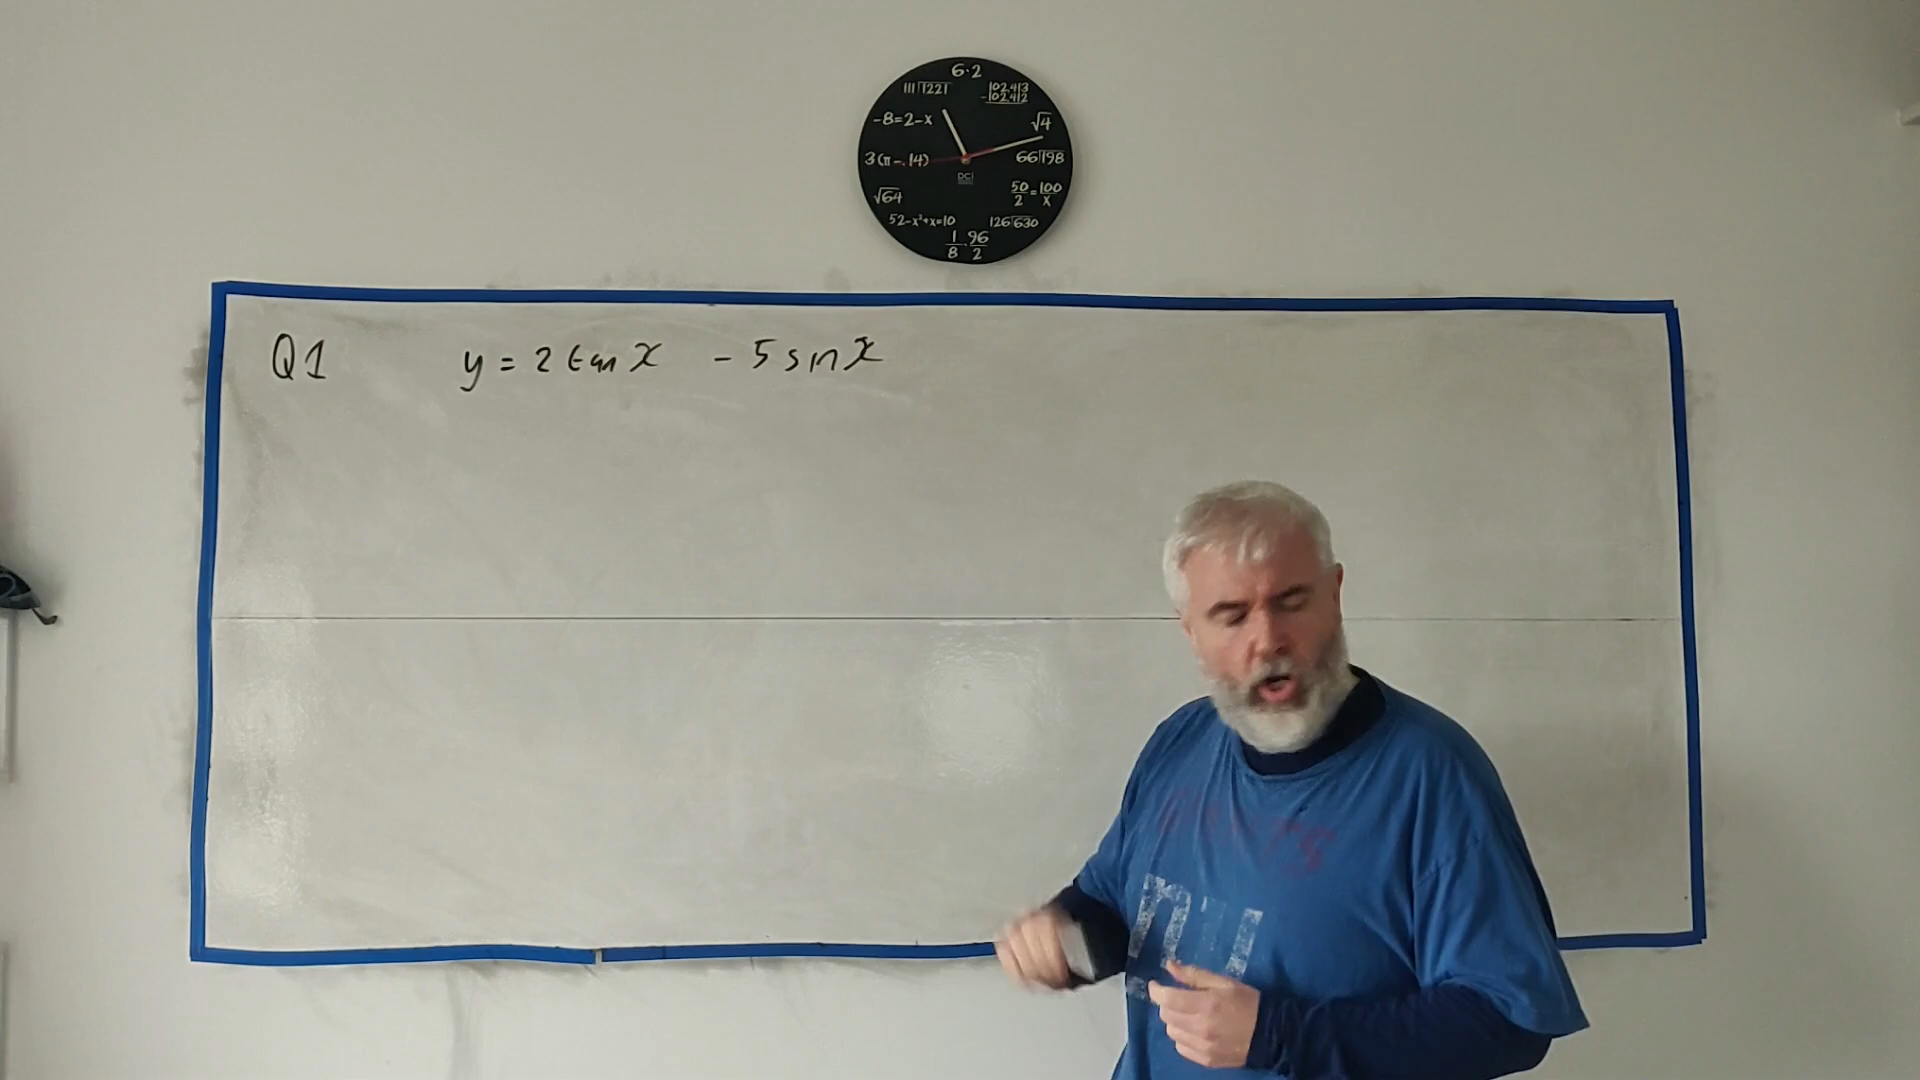 6·2
111⟌1221
102,413
-102,412
-8=2-x
√4
3(π-.14)
66⟌198
DCI
√64
50/2=100/x
52-x²+x=10
126⟌630
1/8·96/2
Q1 y = 2 tan x - 5 sin x